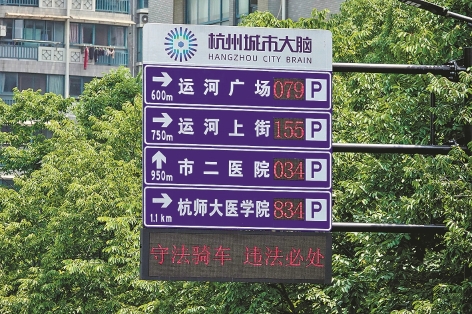 杭州城市大脑
HANGZHOU CITY BRAIN
600m 运河广场 079 P
750m 运河上街 155 P
950m 市二医院 034 P
1.1 km 杭师大医学院 834 P
守法骑车 违法必处